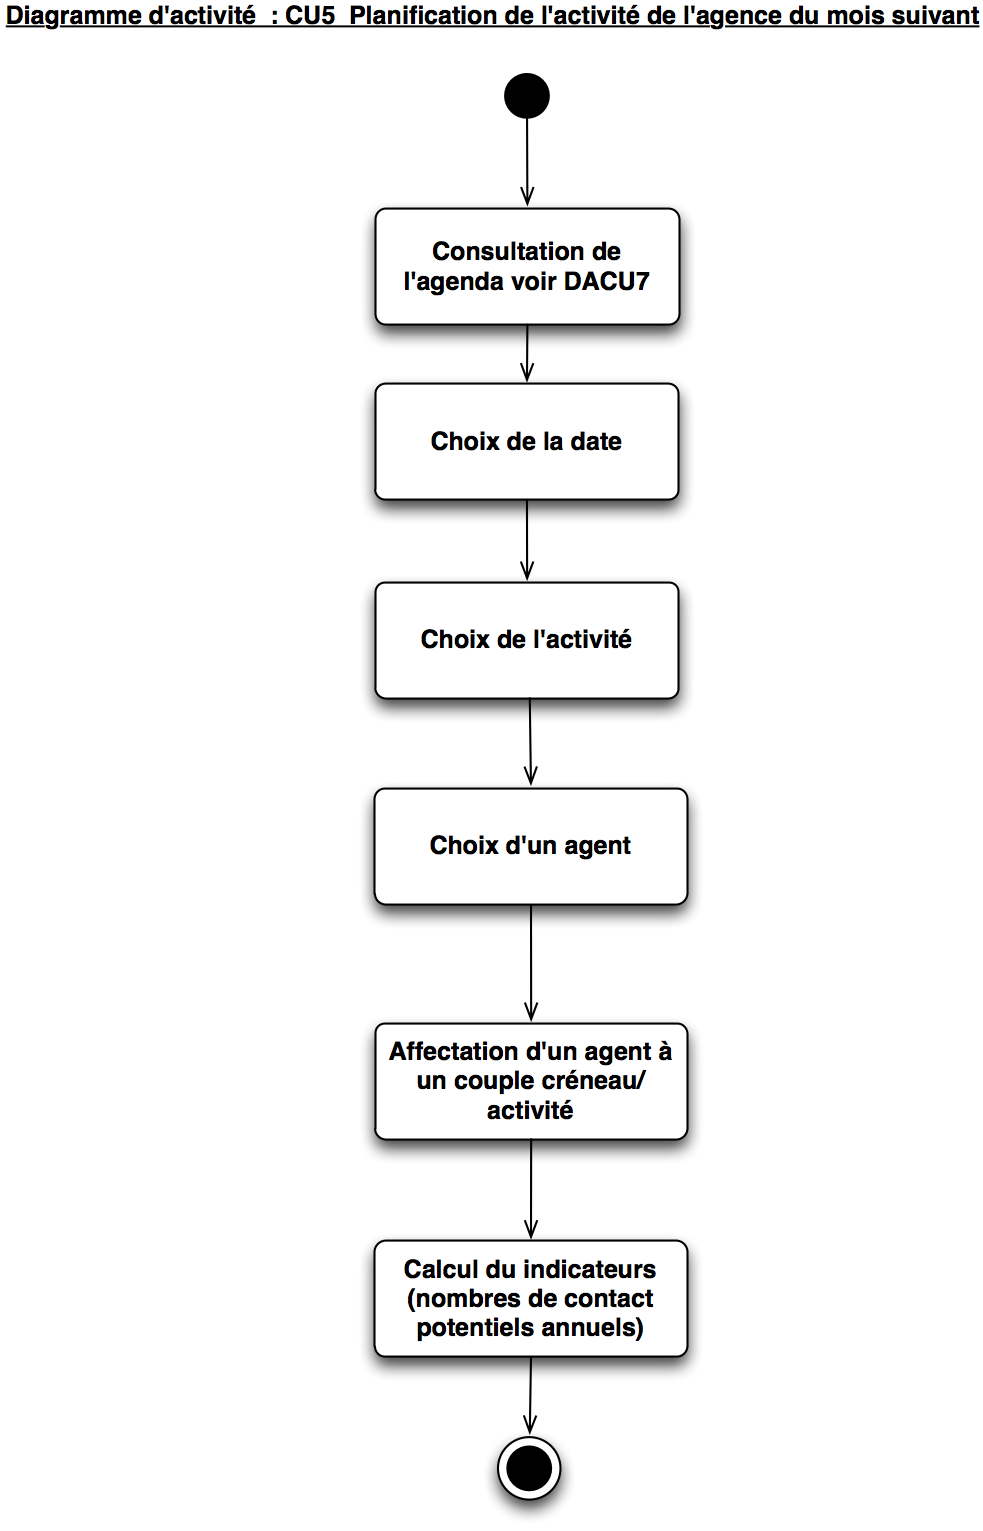 Diagramme d'activité  : CU5  Planification de l'activité de l'agence du mois suivant
Consultation de
l'agenda voir DACU7
Choix de la date
Choix de l'activité
Choix d'un agent
Affectation d'un agent à
un couple créneau/
activité
Calcul du indicateurs
(nombres de contact
potentiels annuels)